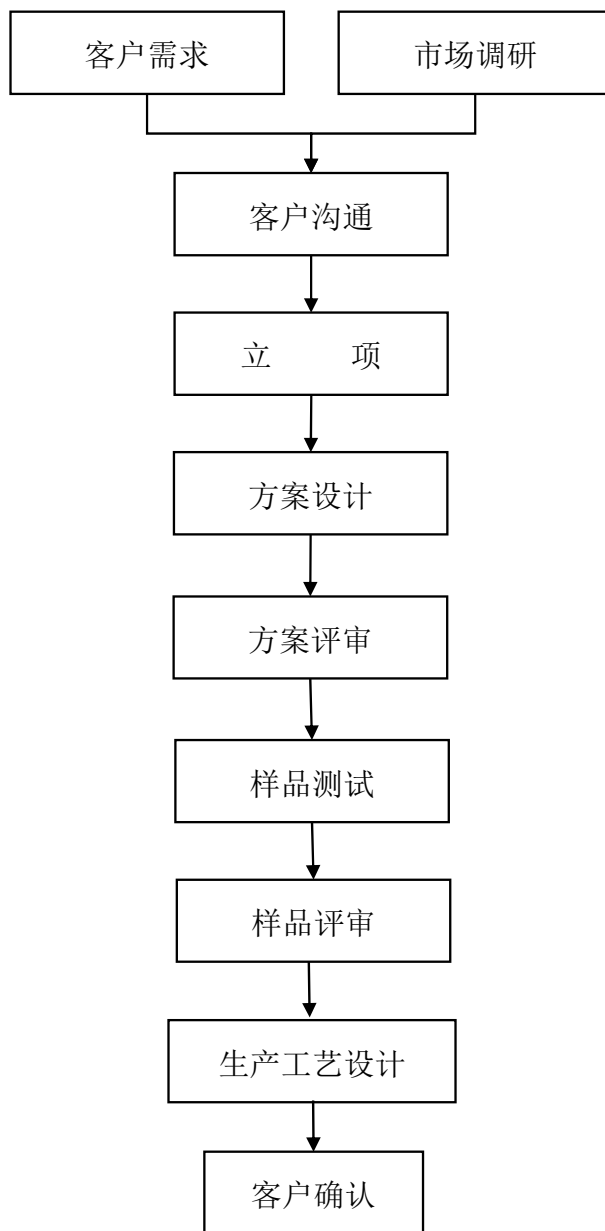 客户需求
市场调研
客户沟通
立 项
方案设计
方案评审
样品测试
样品评审
生产工艺设计
客户确认